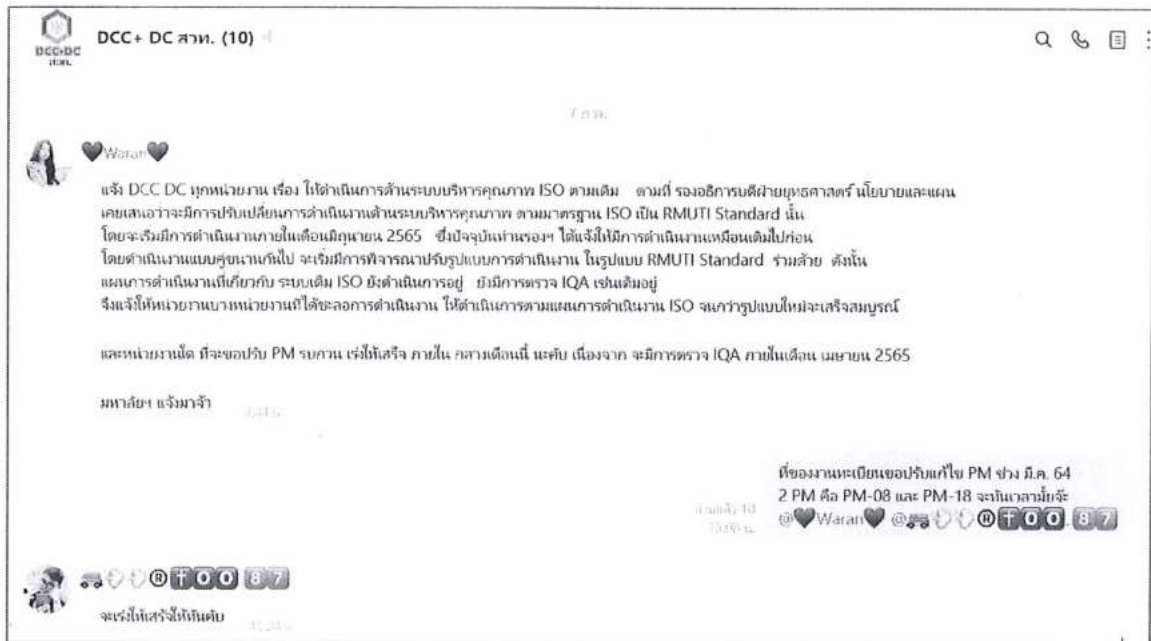 DCC+ DC สวท. (10)
DCC+DC
สวท.
7 ก.พ.
🖤Waran🖤
แจ้ง DCC DC ทุกหน่วยงาน เรื่อง ให้ดำเนินการด้านระบบบริหารคุณภาพ ISO ตามเดิม ตามที่ รองอธิการบดีฝ่ายยุทธศาสตร์ นโยบายและแผน
เคยเสนอว่าจะมีการปรับเปลี่ยนการดำเนินงานด้านระบบบริหารคุณภาพ ตามมาตรฐาน ISO เป็น RMUTI Standard นั้น
โดยจะเริ่มมีการดำเนินงานภายในเดือนมิถุนายน 2565 ซึ่งปัจจุบันท่านรองฯ ได้แจ้งให้มีการดำเนินงานเหมือนเดิมไปก่อน
โดยดำเนินงานแบบคู่ขนานกันไป จะเริ่มมีการพิจารณาปรับรูปแบบการดำเนินงาน ในรูปแบบ RMUTI Standard ร่วมด้วย ดังนั้น
แผนการดำเนินงานที่เกี่ยวกับ ระบบเดิม ISO ยังดำเนินการอยู่ ยังมีการตรวจ IQA เช่นเดิมอยู่
จึงแจ้งให้หน่วยงานบางหน่วยงานที่ได้ชะลอการดำเนินงาน ให้ดำเนินการตามแผนการดำเนินงาน ISO จนกว่ารูปแบบใหม่จะเสร็จสมบูรณ์
และหน่วยงานใด ที่จะขอปรับ PM รบกวน เร่งให้เสร็จ ภายใน กลางเดือนนี้ นะคับ เนื่องจาก จะมีการตรวจ IQA ภายในเดือน เมษายน 2565
มหาลัยฯ แจ้งมาจ้า
ที่ของงานทะเบียนขอปรับแก้ไข PM ช่วง มี.ค. 64
2 PM คือ PM-08 และ PM-18 จะทันเวลามั้ยจ๊ะ
อ่านแล้ว 10
@🖤Waran🖤 @®️✝️00.87
®️✝️00 87
จะเร่งให้เสร็จให้ทันคับ